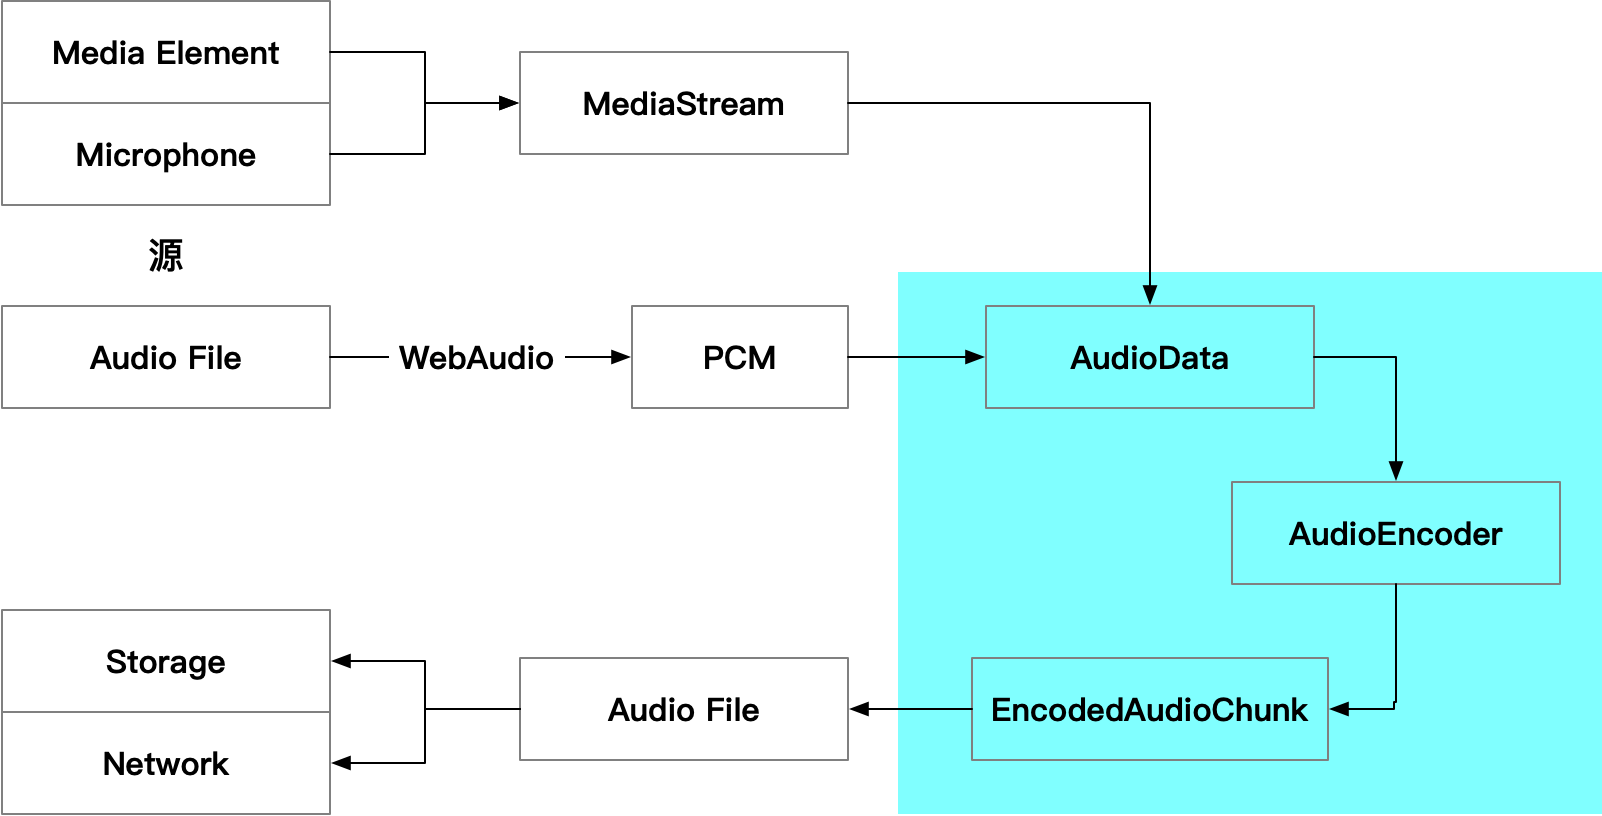 Media Element
MediaStream
Microphone
源
Audio File
WebAudio
PCM
AudioData
AudioEncoder
Storage
Audio File
EncodedAudioChunk
Network